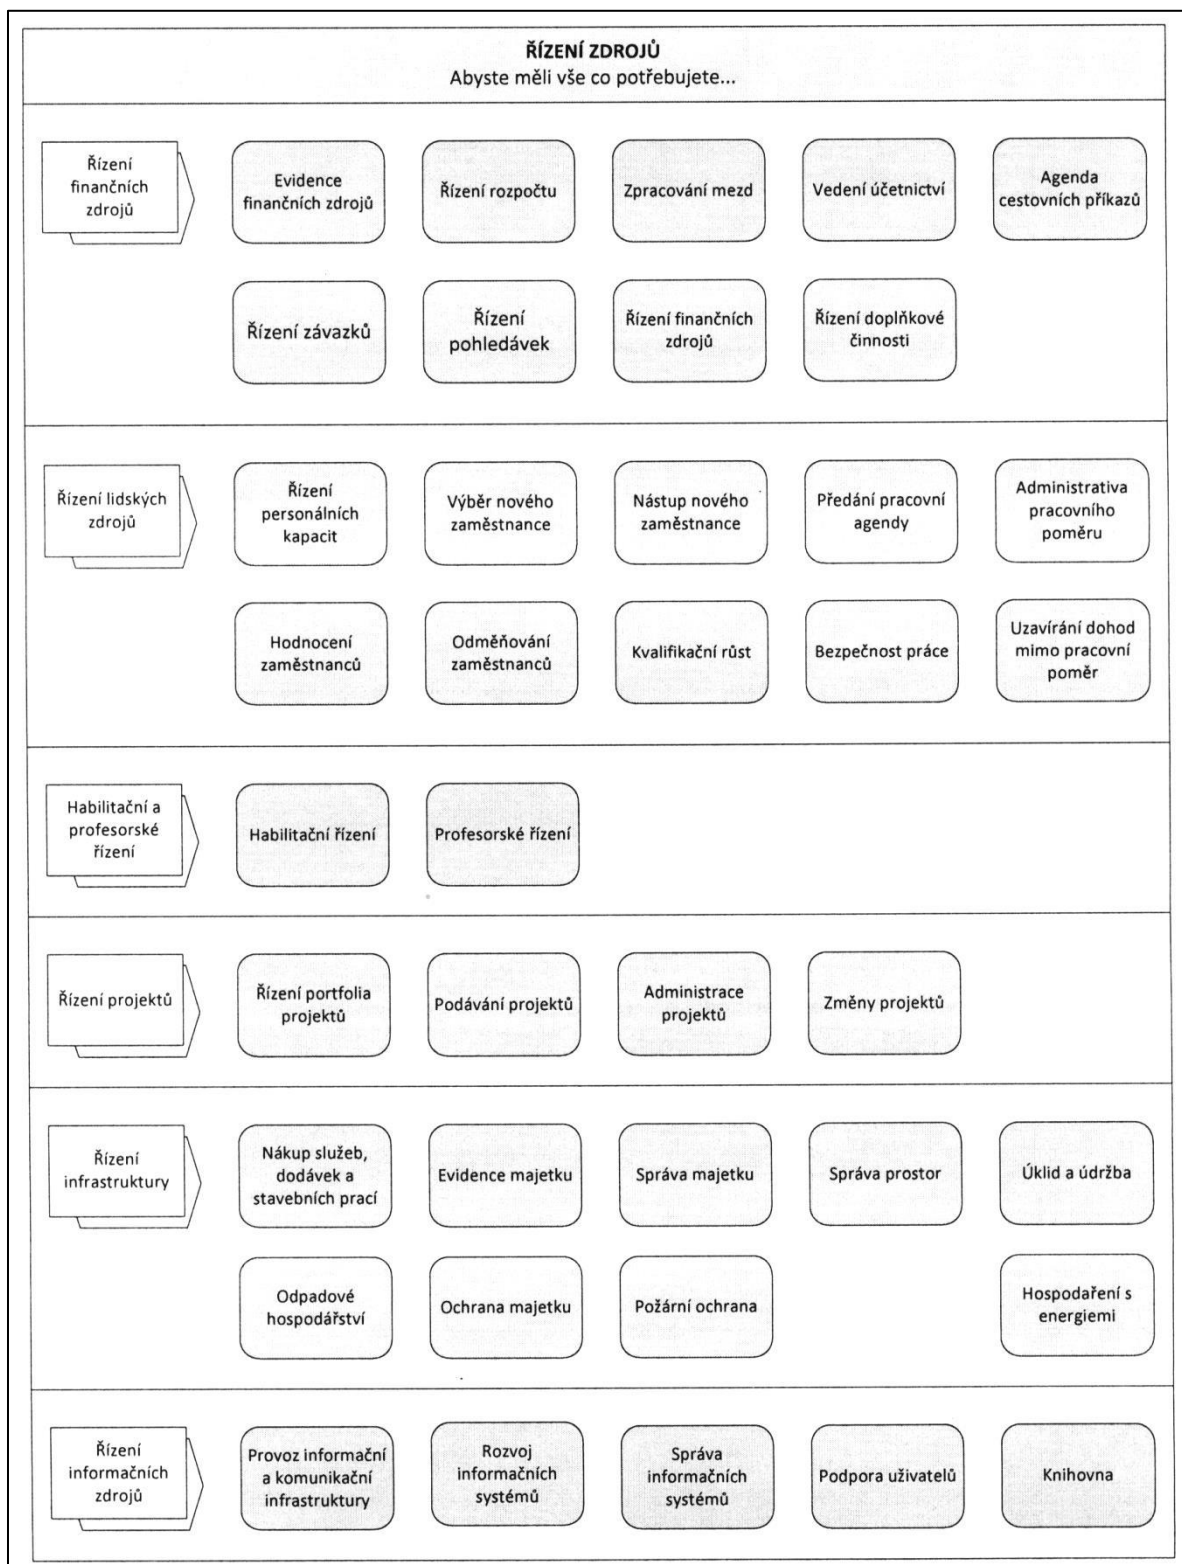 ŘÍZENÍ ZDROJŮ
Abyste měli vše co potřebujete...
Řízení
finančních
zdrojů
Evidence
finančních zdrojů
Řízení rozpočtu
Zpracování mezd
Vedení účetnictví
Agenda
cestovních příkazů
Řízení závazků
Řízení
pohledávek
Řízení finančních
zdrojů
Řízení doplňkové
činnosti
Řízení lidských
zdrojů
Řízení
personálních
kapacit
Výběr nového
zaměstnance
Nástup nového
zaměstnance
Předání pracovní
agendy
Administrativa
pracovního
poměru
Hodnocení
zaměstnanců
Odměňování
zaměstnanců
Kvalifikační růst
Bezpečnost práce
Uzavírání dohod
mimo pracovní
poměr
Habilitační a
profesorské
řízení
Habilitační řízení
Profesorské řízení
Řízení projektů
Řízení portfolia
projektů
Podávání projektů
Administrace
projektů
Změny projektů
Řízení
infrastruktury
Nákup služeb,
dodávek a
stavebních prací
Evidence majetku
Správa majetku
Správa prostor
Úklid a údržba
Odpadové
hospodářství
Ochrana majetku
Požární ochrana
Hospodaření s
energiemi
Řízení
informačních
zdrojů
Provoz informační
a komunikační
infrastruktury
Rozvoj
informačních
systémů
Správa
informačních
systémů
Podpora uživatelů
Knihovna